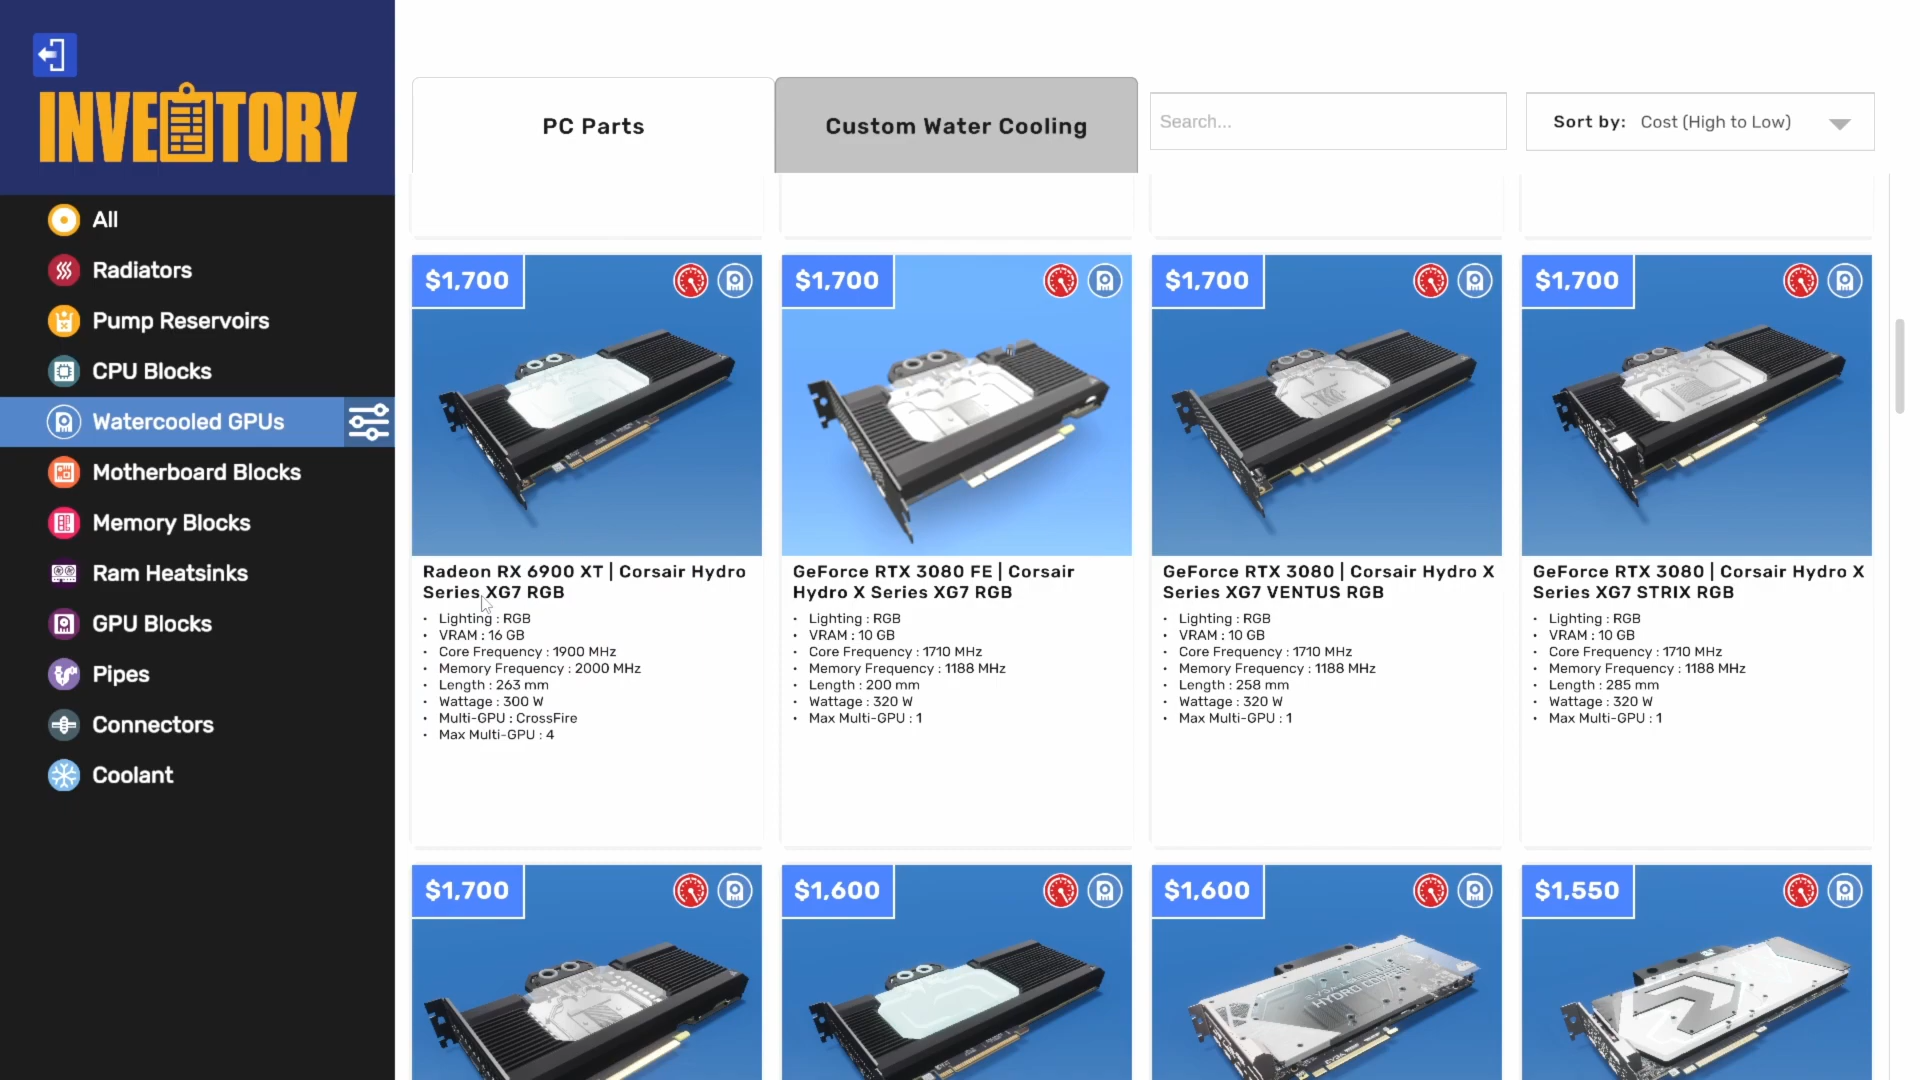 INVENTORY
All
Radiators
Pump Reservoirs
CPU Blocks
Watercooled GPUs
Motherboard Blocks
Memory Blocks
Ram Heatsinks
GPU Blocks
Pipes
Connectors
Coolant
PC Parts
Custom Water Cooling
Search...
Sort by: Cost (High to Low)
$1,700
Radeon RX 6900 XT | Corsair Hydro
Series XG7 RGB
• Lighting : RGB
• VRAM : 16 GB
• Core Frequency : 1900 MHz
• Memory Frequency : 2000 MHz
• Length : 263 mm
• Wattage : 300 W
• Multi-GPU : CrossFire
• Max Multi-GPU : 4
$1,700
GeForce RTX 3080 FE | Corsair
Hydro X Series XG7 RGB
• Lighting : RGB
• VRAM : 10 GB
• Core Frequency : 1710 MHz
• Memory Frequency : 1188 MHz
• Length : 200 mm
• Wattage : 320 W
• Max Multi-GPU : 1
$1,700
GeForce RTX 3080 | Corsair Hydro X
Series XG7 VENTUS RGB
• Lighting : RGB
• VRAM : 10 GB
• Core Frequency : 1710 MHz
• Memory Frequency : 1188 MHz
• Length : 258 mm
• Wattage : 320 W
• Max Multi-GPU : 1
$1,700
GeForce RTX 3080 | Corsair Hydro X
Series XG7 STRIX RGB
• Lighting : RGB
• VRAM : 10 GB
• Core Frequency : 1710 MHz
• Memory Frequency : 1188 MHz
• Length : 285 mm
• Wattage : 320 W
• Max Multi-GPU : 1
$1,700
$1,600
$1,600
HYDRO COPPER
EVGA
$1,550